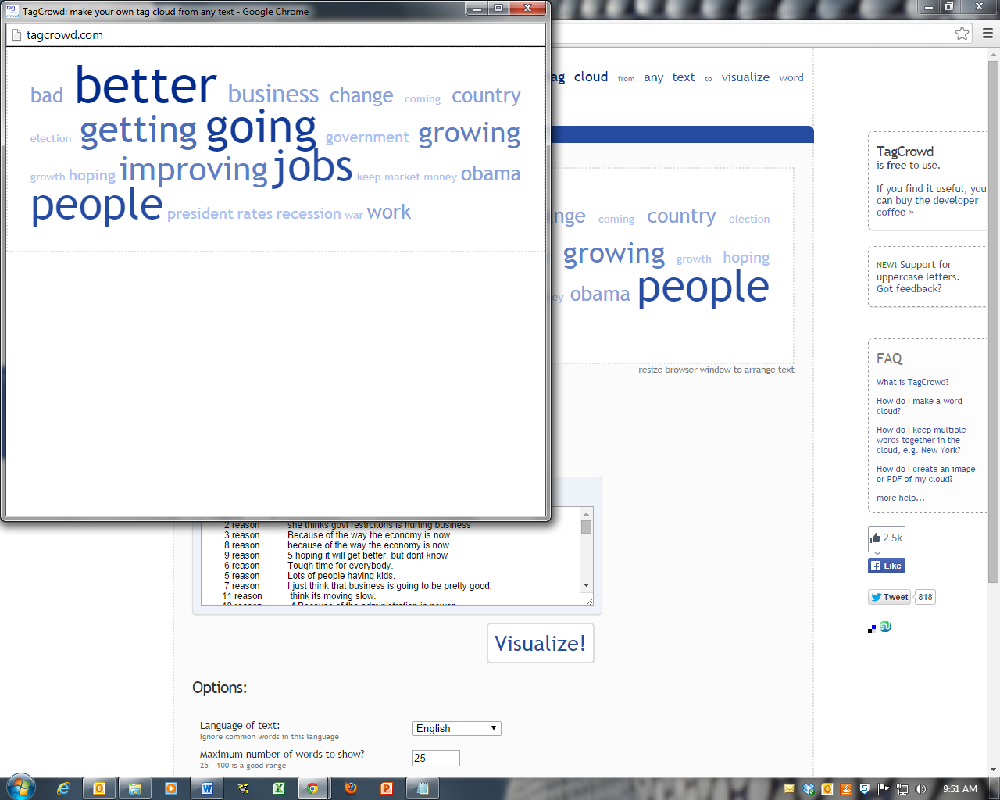 TagCrowd: make your own tag cloud from any text - Google Chrome
tagcrowd.com
bad better business change coming country
election getting going government growing
growth hoping improving jobs keep market money obama
people president rates recession war work
cloud from any text to visualize word
country election
growing growth hoping
obama people
resize browser window to arrange text
TagCrowd
is free to use.
If you find it useful, you
can buy the developer
coffee »
NEW! Support for
uppercase letters.
Got feedback?
FAQ
What is TagCrowd?
How do I make a word
cloud?
How do I keep multiple
words together in the
cloud, e.g. New York?
How do I create an image
or PDF of my cloud?
more help...
2.5k
Like
Tweet 818
2 reason she thinks govt restrcitons is hurting business
3 reason Because of the way the economy is now.
8 reason because of the way the economy is now
9 reason 5 hoping it will get better, but dont know
6 reason Tough time for everybody.
5 reason Lots of people having kids.
7 reason I just think that business is going to be pretty good.
11 reason think its moving slow.
10 reason 4 Because of the administration in power
Visualize!
Options:
Language of text: English
Ignore common words in this language
Maximum number of words to show? 25
25 - 100 is a good range
9:51 AM